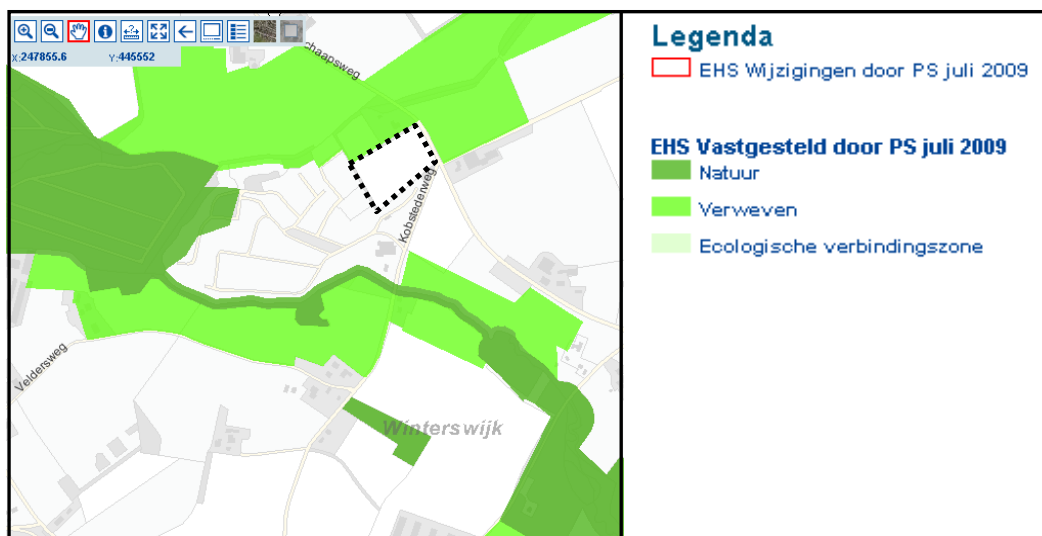 X:247855.6 Y:445552
chaapsweg
Kobstederweg
Veldersweg
Winterswijk
Legenda
EHS Wijzigingen door PS juli 2009
EHS Vastgesteld door PS juli 2009
Natuur
Verweven
Ecologische verbindingszone